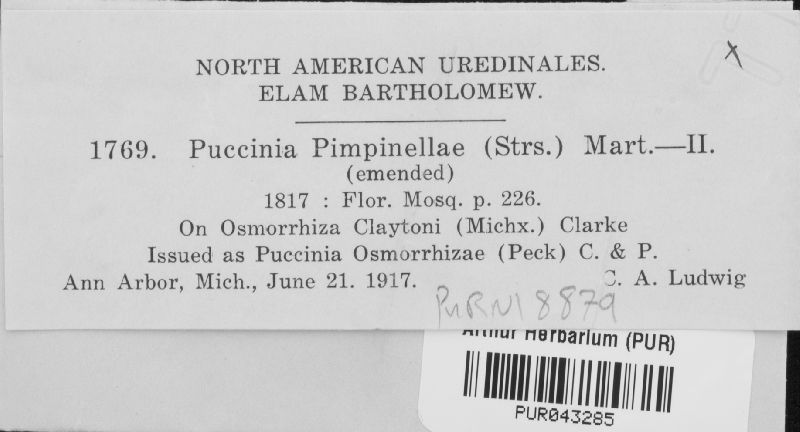 NORTH AMERICAN UREDINALES.
ELAM BARTHOLOMEW.
1769. Puccinia Pimpinellae (Strs.) Mart.—II.
(emended)
1817 : Flor. Mosq. p. 226.
On Osmorrhiza Claytoni (Michx.) Clarke
Issued as Puccinia Osmorrhizae (Peck) C. & P.
Ann Arbor, Mich., June 21. 1917. C. A. Ludwig
PURN18879
Arthur Herbarium (PUR)
PUR043285